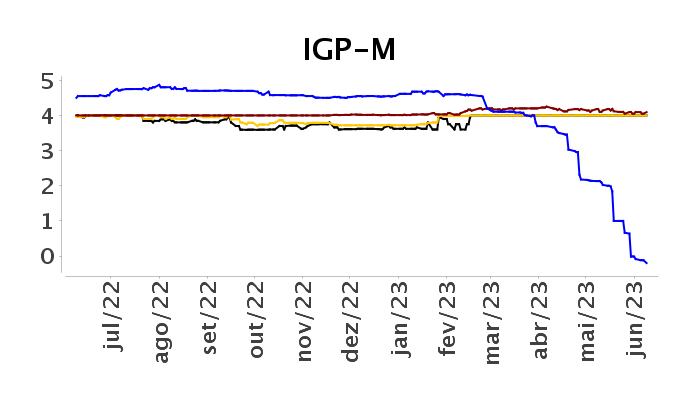 IGP-M
5
4
3
2
1
0
jul/22
ago/22
set/22
out/22
nov/22
dez/22
jan/23
fev/23
mar/23
abr/23
mai/23
jun/23